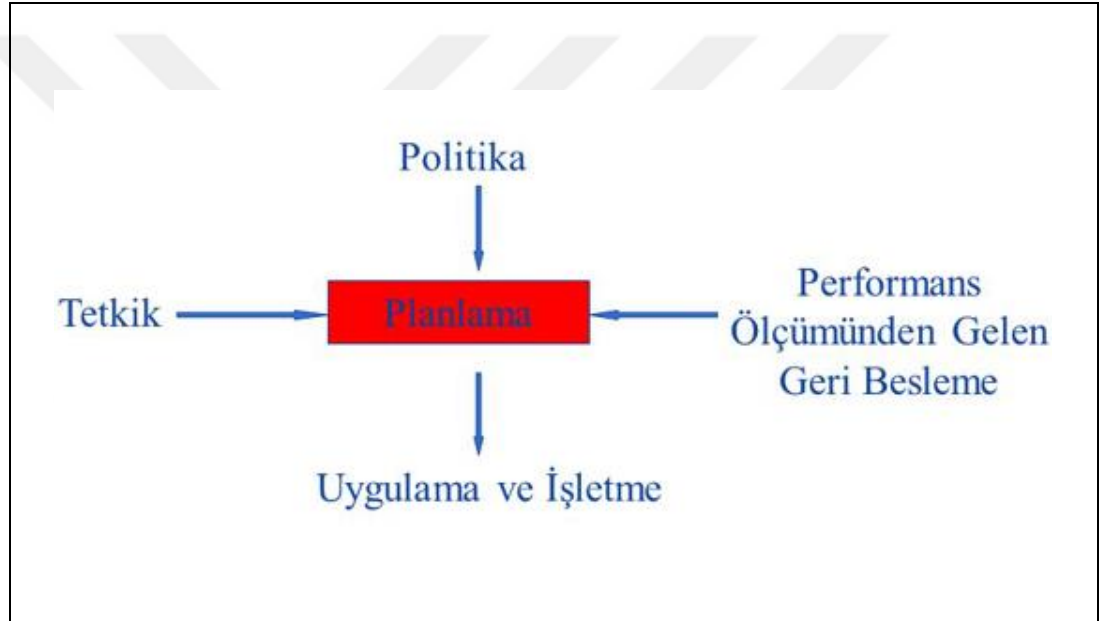 Politika
Tetkik
Planlama
Performans
Ölçümünden Gelen
Geri Besleme
Uygulama ve İşletme